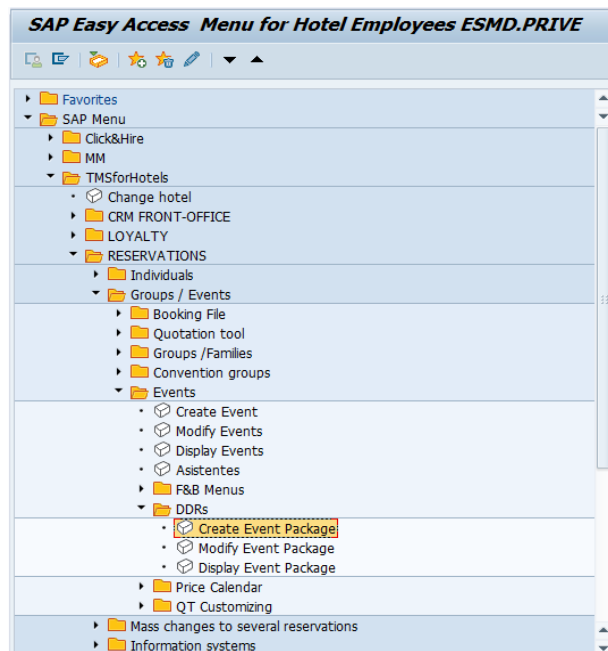 SAP Easy Access Menu for Hotel Employees ESMD.PRIVE
Favorites
SAP Menu
Click&Hire
MM
TMSforHotels
Change hotel
CRM FRONT-OFFICE
LOYALTY
RESERVATIONS
Individuals
Groups / Events
Booking File
Quotation tool
Groups /Families
Convention groups
Events
Create Event
Modify Events
Display Events
Asistentes
F&B Menus
DDRs
Create Event Package
Modify Event Package
Display Event Package
Price Calendar
QT Customizing
Mass changes to several reservations
Information systems